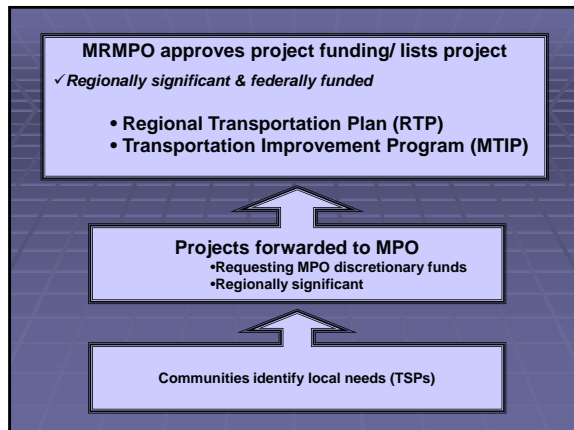 MRMPO approves project funding/ lists project
✓Regionally significant & federally funded
• Regional Transportation Plan (RTP)
• Transportation Improvement Program (MTIP)
Projects forwarded to MPO
•Requesting MPO discretionary funds
•Regionally significant
Communities identify local needs (TSPs)